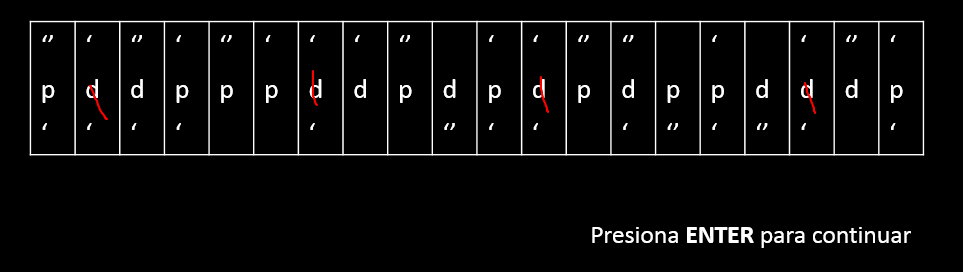 ‘’ ‘ ‘’ ‘ ‘’ ‘ ‘ ‘ ‘’ ‘ ‘ ‘’ ‘’ ‘ ‘ ‘’ ‘
p d d p p p d d p d p d p d p p d d d p
‘ ‘ ‘ ‘ ‘ ‘’ ‘ ‘ ‘ ‘’ ‘ ‘’ ‘ ‘
Presiona ENTER para continuar